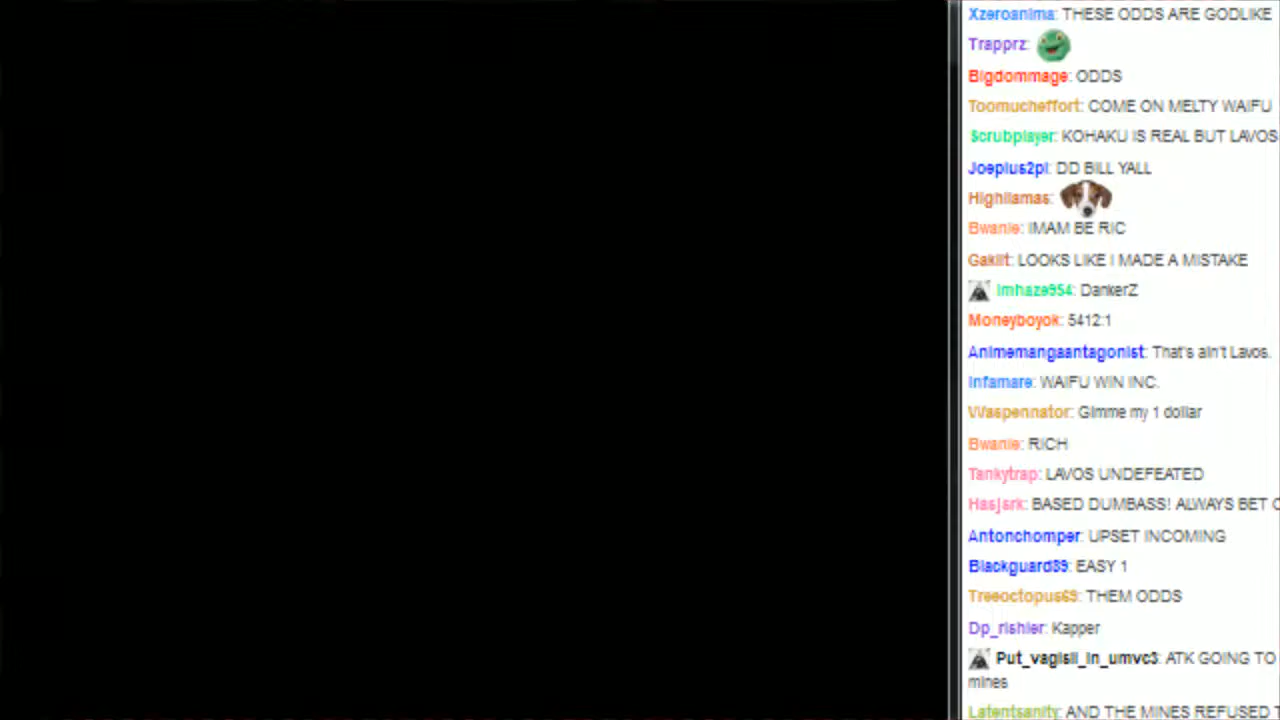 Xzeroanima: THESE ODDS ARE GODLIKE
Trapprz:
Bigdommage: ODDS
Toomucheffort: COME ON MELTY WAIFU
Scrubplayer: KOHAKU IS REAL BUT LAVOS
Joeplus2pl: DD BILL YALL
Highllamas:
Bwanle: IMAM BE RIC
Gakiit: LOOKS LIKE I MADE A MISTAKE
Imhaze954: DankerZ
Moneyboyok: 5412:1
Animemangaantagonist: That's ain't Lavos.
Infamare: WAIFU WIN INC.
Waspennator: Gimme my 1 dollar
Bwanle: RICH
Tankytrap: LAVOS UNDEFEATED
Hasjark: BASED DUMBASS! ALWAYS BET
Antonchomper: UPSET INCOMING
Blackguard89: EASY 1
Treeoctopus69: THEM ODDS
Dp_rishler: Kapper
Put_vagisil_in_umvc3: ATK GOING TO
mines
Latentsanity: AND THE MINES REFUSED